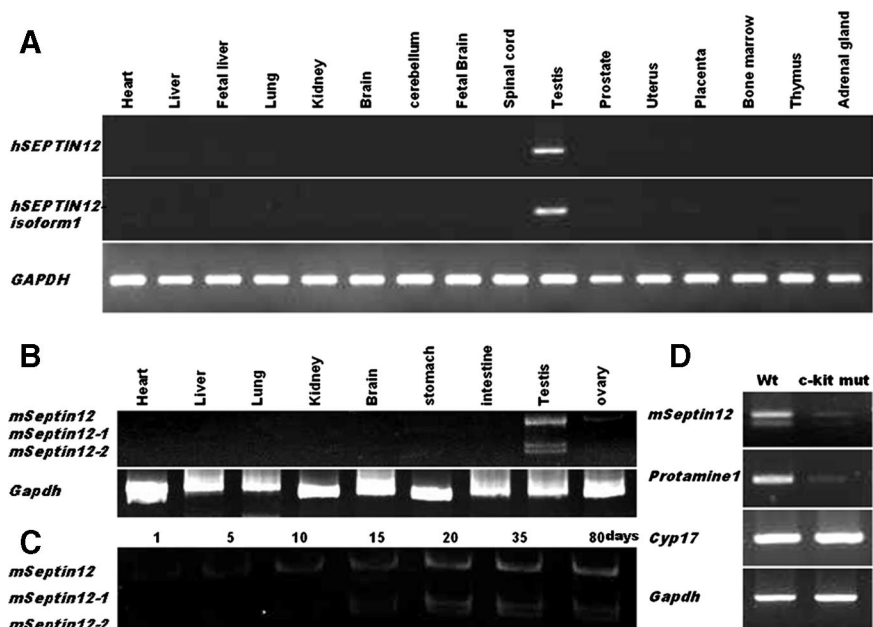 A
Heart Liver Fetal liver Lung Kidney Brain cerebellum Fetal Brain Spinal cord Testis Prostate Uterus Placenta Bone marrow Thymus Adrenal gland
hSEPTIN12
hSEPTIN12-
isoform1
GAPDH
B
Heart Liver Lung Kidney Brain stomach intestine Testis ovary
mSeptin12
mSeptin12-1
mSeptin12-2
Gapdh
C
1 5 10 15 20 35 80days
mSeptin12
mSeptin12-1
mSeptin12-2
D
Wt c-kit mut
mSeptin12
Protamine1
Cyp17
Gapdh